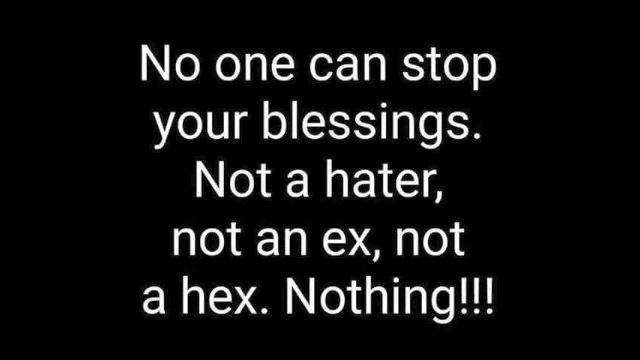 No one can stop
your blessings.
Not a hater,
not an ex, not
a hex. Nothing!!!